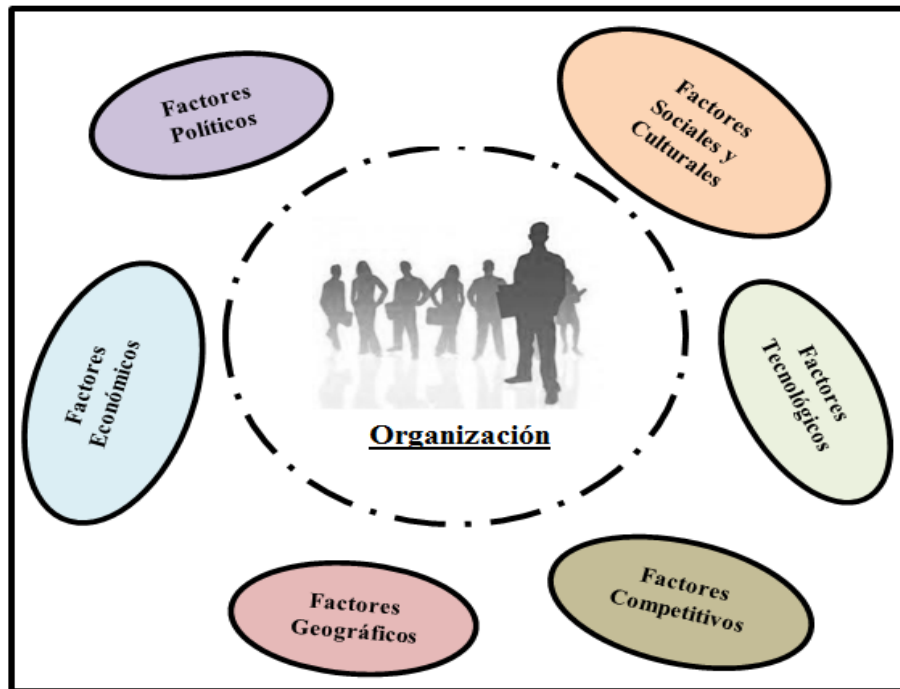 Factores
Políticos
Factores
Sociales y
Culturales
Factores
Económicos
Organización
Factores
Tecnológicos
Factores
Geográficos
Factores
Competitivos